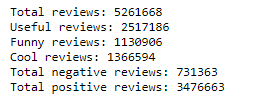 Total reviews: 5261668
Useful reviews: 2517186
Funny reviews: 1130906
Cool reviews: 1366594
Total negative reviews: 731363
Total positive reviews: 3476663